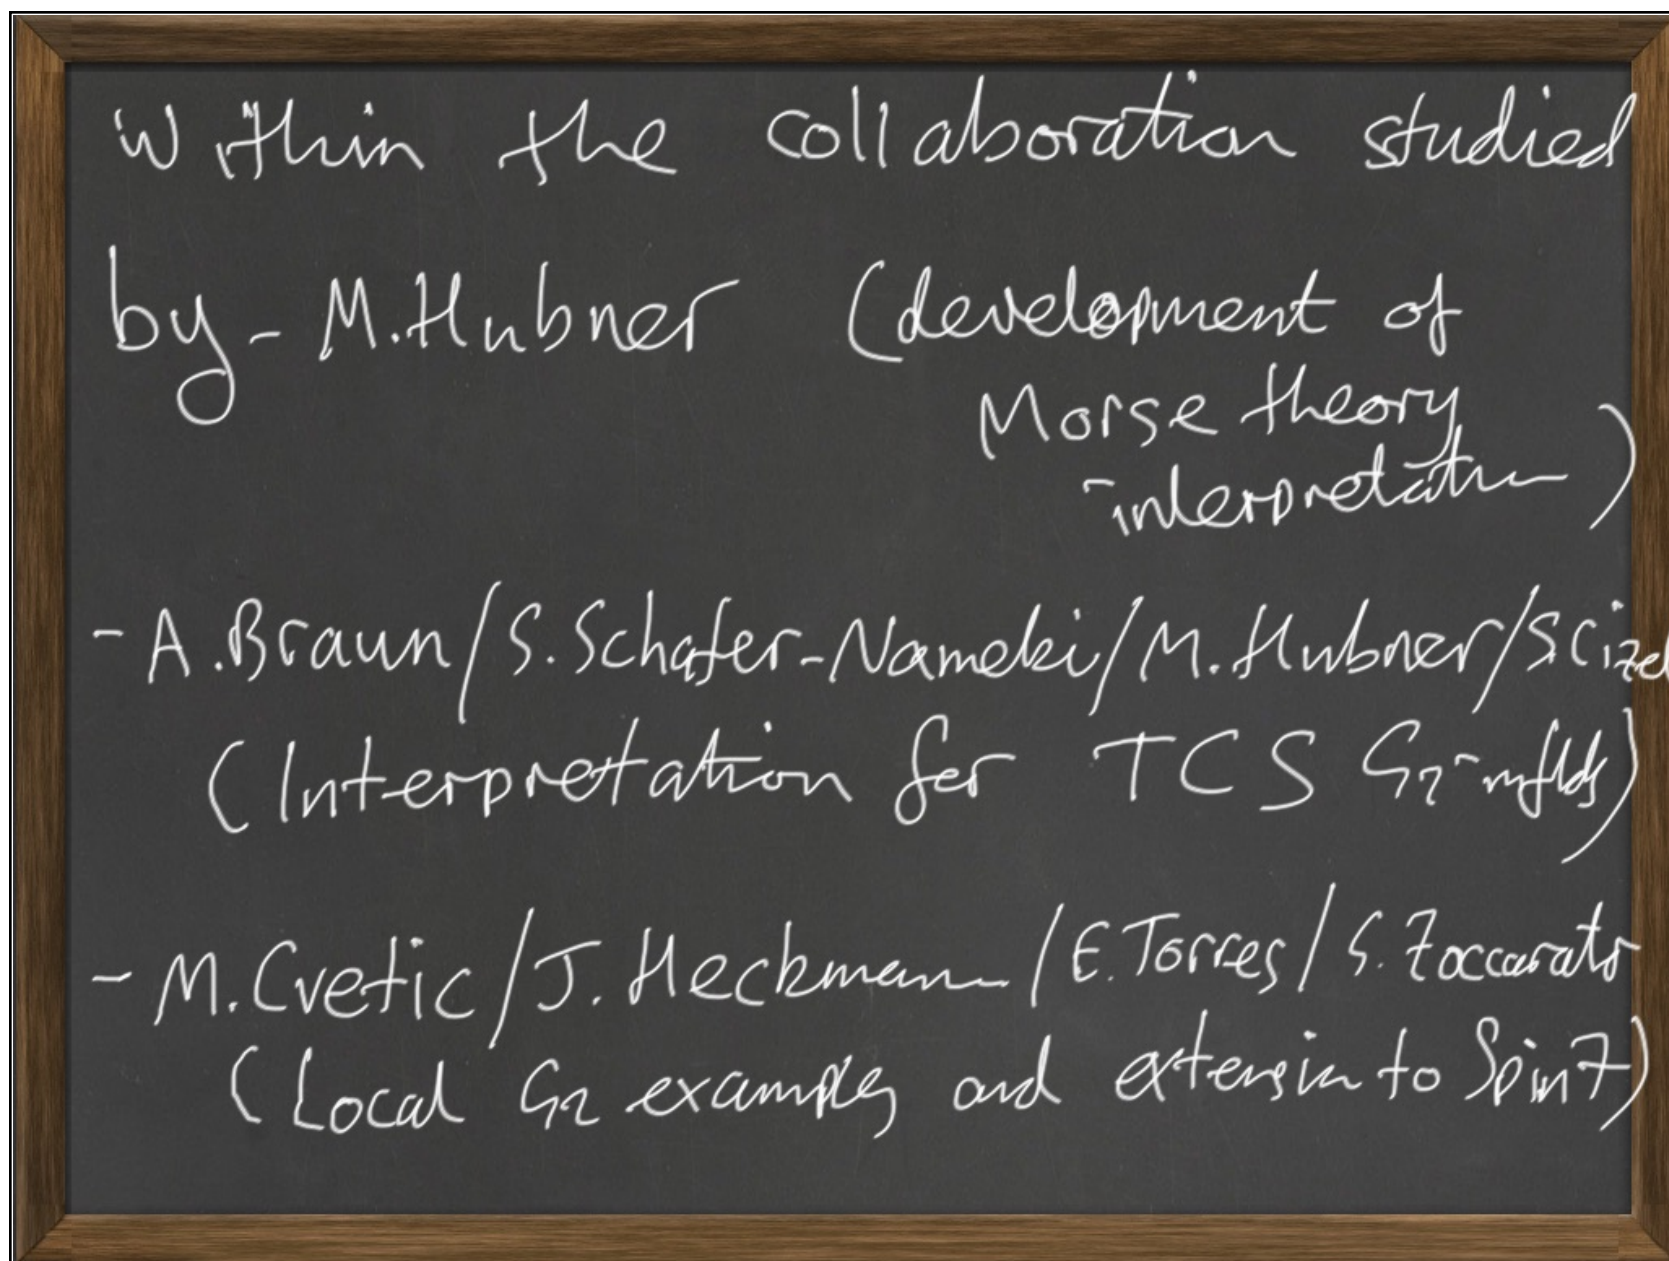 Within the collaboration studied
by - M. Hubner (development of
Morse theory
interpretation)
- A. Braun/S. Schafer-Nameki/M. Hubner/
(Interpretation for TCS G2-mflds)
- M. Cvetic/J. Heckman/E. Torres/S. Zoccarato
(Local G2 examples and extension to Spin7)